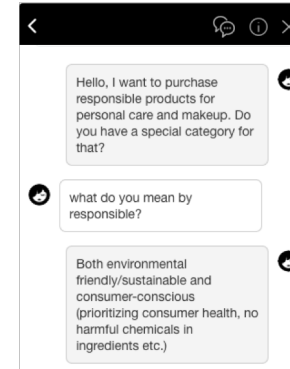 Hello, I want to purchase
responsible products for
personal care and makeup. Do
you have a special category for
that?
what do you mean by
responsible?
Both environmental
friendly/sustainable and
consumer-conscious
(prioritizing consumer health, no
harmful chemicals in
ingredients etc.)